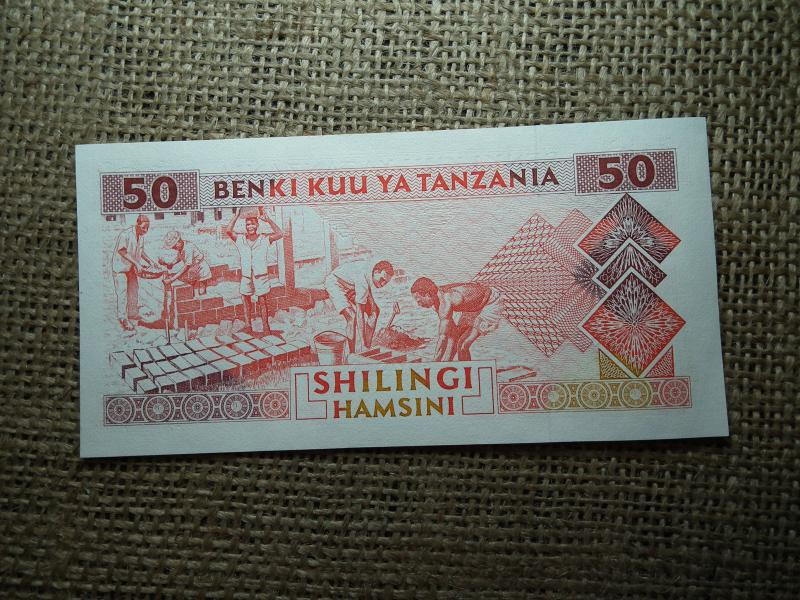 50 BENKI KUU YA TANZANIA 50
SHILINGI
HAMSINI